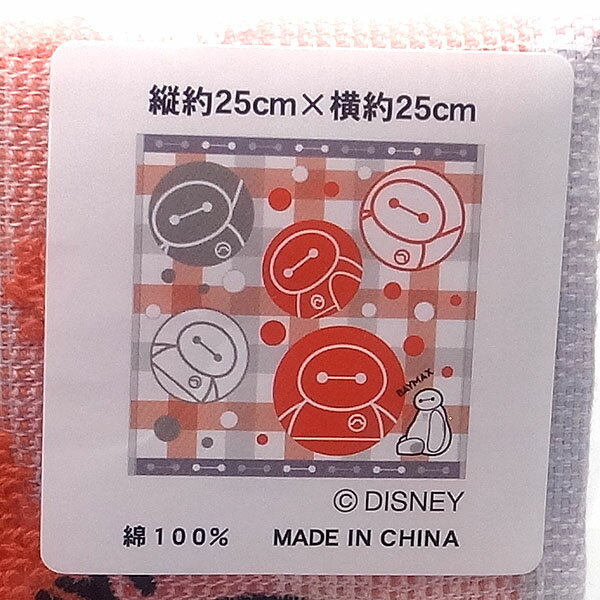 縦約25cm×横約25cm
BAYMAX
© DISNEY
綿100% MADE IN CHINA